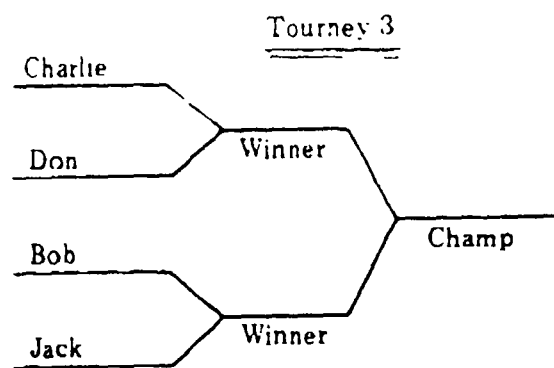 Tourney 3
Charlie
Don
Winner
Bob
Champ
Jack
Winner